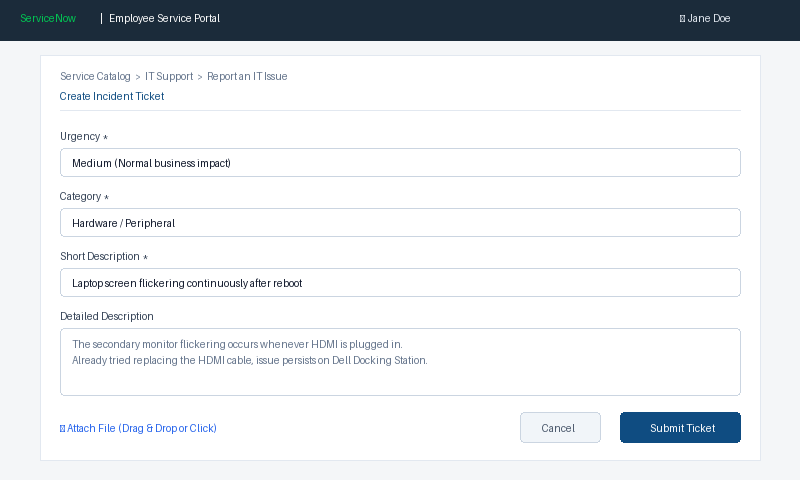 ServiceNow | Employee Service Portal Jane Doe
Service Catalog > IT Support > Report an IT Issue
Create Incident Ticket
Urgency *
Medium (Normal business impact)
Category *
Hardware / Peripheral
Short Description *
Laptop screen flickering continuously after reboot
Detailed Description
The secondary monitor flickering occurs whenever HDMI is plugged in.
Already tried replacing the HDMI cable, issue persists on Dell Docking Station.
Attach File (Drag & Drop or Click) Cancel Submit Ticket